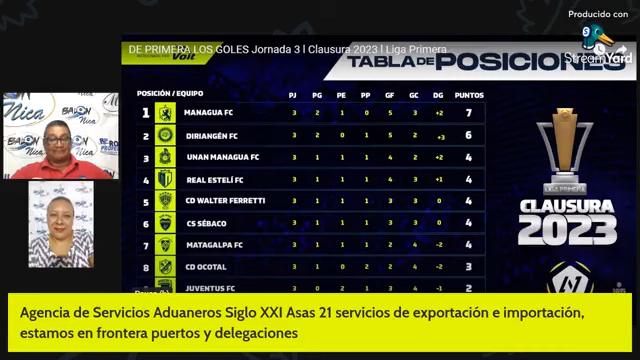 Producido con
StreamYard
DE PRIMERA LOS GOLES Jornada 3 l Clausura 2023 l Liga Primera
Voit
TABLA DE POSICIONES
POSICIÓN / EQUIPO PJ PG PE PP GF GC DG PUNTOS
1 MANAGUA FC 3 2 1 0 5 3 +2 7
2 DIRIANGÉN FC 3 2 0 1 5 2 +3 6
3 UNAN MANAGUA FC 3 1 1 1 4 2 +2 4
4 REAL ESTELÍ FC 3 1 1 1 4 3 +1 4
5 CD WALTER FERRETTI 3 1 1 1 3 3 0 4
6 CS SÉBACO 3 1 1 1 3 3 0 4
7 MATAGALPA FC 3 1 1 1 2 4 -2 4
8 CD OCOTAL 3 1 0 2 2 4 -2 3
9 JUVENTUS FC 3 0 2 1 3 4 -1 2
LIGA PRIMERA
CLAUSURA
2023
BALON
Nica
Agencia de Servicios Aduaneros Siglo XXI Asas 21 servicios de exportación e importación,
estamos en frontera puertos y delegaciones